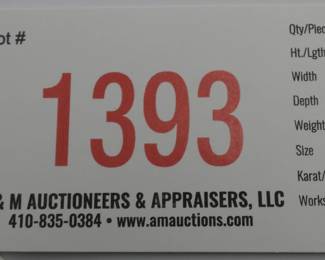 ot #
1393
& M AUCTIONEERS & APPRAISERS, LLC
410-835-0384 • www.amauctions.com
Qty/Piec
Ht./Lgth
Width
Depth
Weight
Size
Karat/
Works